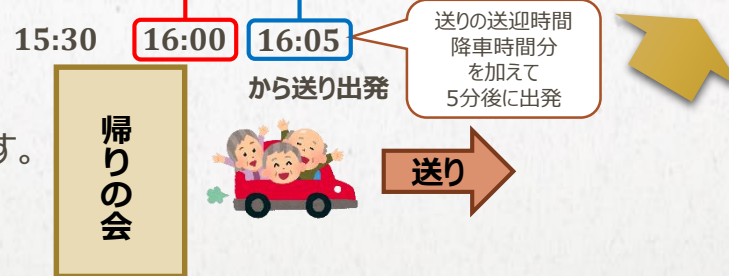 15:30 16:00 16:05
送りの送迎時間
降車時間分
を加えて
5分後に出発
から送り出発
す。
帰りの会
送り